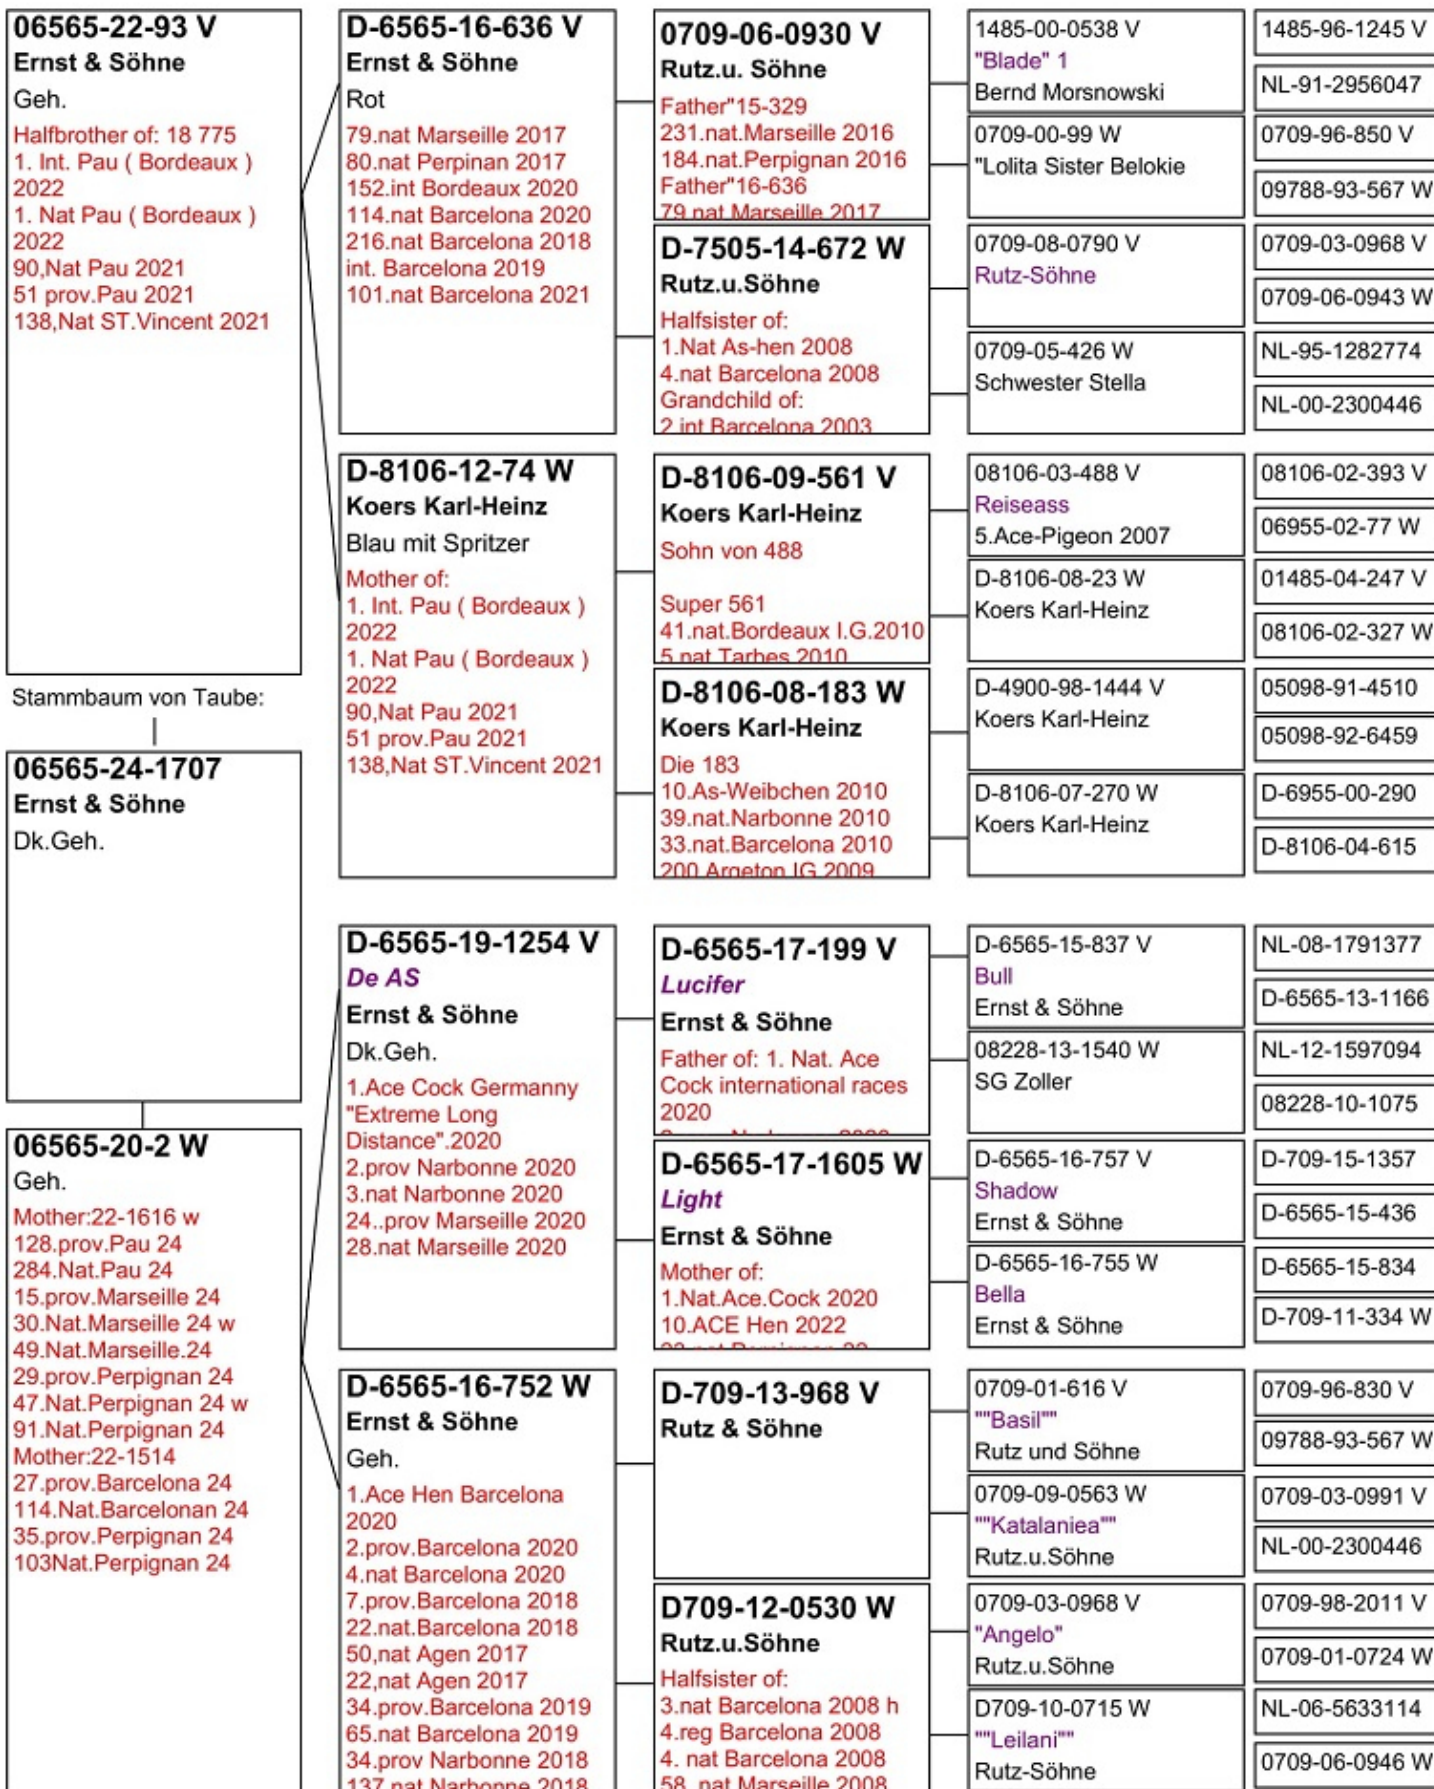 06565-22-93 V
Ernst & Söhne
Geh.
Halfbrother of: 18 775
1. Int. Pau ( Bordeaux )
2022
1. Nat Pau ( Bordeaux )
2022
90,Nat Pau 2021
51 prov.Pau 2021
138,Nat ST.Vincent 2021
Stammbaum von Taube:
06565-24-1707
Ernst & Söhne
Dk.Geh.
06565-20-2 W
Geh.
Mother:22-1616 w
128.prov.Pau 24
284.Nat.Pau 24
15.prov.Marseille 24
30.Nat.Marseille 24 w
49.Nat.Marseille.24
29.prov.Perpignan 24
47.Nat.Perpignan 24 w
91.Nat.Perpignan 24
Mother:22-1514
27.prov.Barcelona 24
114.Nat.Barcelonan 24
35.prov.Perpignan 24
103Nat.Perpignan 24
D-6565-16-636 V
Ernst & Söhne
Rot
79.nat Marseille 2017
80.nat Perpinan 2017
152.int Bordeaux 2020
114.nat Barcelona 2020
216.nat Barcelona 2018
int. Barcelona 2019
101.nat Barcelona 2021
D-8106-12-74 W
Koers Karl-Heinz
Blau mit Spritzer
Mother of:
1. Int. Pau ( Bordeaux )
2022
1. Nat Pau ( Bordeaux )
2022
90,Nat Pau 2021
51 prov.Pau 2021
138,Nat ST.Vincent 2021
D-6565-19-1254 V
De AS
Ernst & Söhne
Dk.Geh.
1.Ace Cock Germanny
"Extreme Long
Distance".2020
2.prov Narbonne 2020
3.nat Narbonne 2020
24..prov Marseille 2020
28.nat Marseille 2020
D-6565-16-752 W
Ernst & Söhne
Geh.
1.Ace Hen Barcelona
2020
2.prov.Barcelona 2020
4.nat Barcelona 2020
7.prov.Barcelona 2018
22.nat.Barcelona 2018
50,nat Agen 2017
22,nat Agen 2017
34.prov.Barcelona 2019
65.nat Barcelona 2019
34.prov Narbonne 2018
137.nat Narbonne 2018
0709-06-0930 V
Rutz.u. Söhne
Father"15-329
231.nat.Marseille 2016
184.nat.Perpignan 2016
Father"16-636
79 nat Marseille 2017
D-7505-14-672 W
Rutz.u.Söhne
Halfsister of:
1.Nat As-hen 2008
4.nat Barcelona 2008
Grandchild of:
2 int Barcelona 2003
D-8106-09-561 V
Koers Karl-Heinz
Sohn von 488
Super 561
41.nat.Bordeaux I.G.2010
5 nat Tarbes 2010
D-8106-08-183 W
Koers Karl-Heinz
Die 183
10.As-Weibchen 2010
39.nat.Narbonne 2010
33.nat.Barcelona 2010
200 Argeton IG 2009
D-6565-17-199 V
Lucifer
Ernst & Söhne
Father of: 1. Nat. Ace
Cock international races
2020
D-6565-17-1605 W
Light
Ernst & Söhne
Mother of:
1.Nat.Ace.Cock 2020
10.ACE Hen 2022
D-709-13-968 V
Rutz & Söhne
D709-12-0530 W
Rutz.u.Söhne
Halfsister of:
3.nat Barcelona 2008 h
4.reg Barcelona 2008
4. nat Barcelona 2008
58. nat Marseille 2008
1485-00-0538 V
"Blade" 1
Bernd Morsnowski
0709-00-99 W
"Lolita Sister Belokie
0709-08-0790 V
Rutz-Söhne
0709-05-426 W
Schwester Stella
08106-03-488 V
Reiseass
5.Ace-Pigeon 2007
D-8106-08-23 W
Koers Karl-Heinz
D-4900-98-1444 V
Koers Karl-Heinz
D-8106-07-270 W
Koers Karl-Heinz
D-6565-15-837 V
Bull
Ernst & Söhne
08228-13-1540 W
SG Zoller
D-6565-16-757 V
Shadow
Ernst & Söhne
D-6565-16-755 W
Bella
Ernst & Söhne
0709-01-616 V
""Basil""
Rutz und Söhne
0709-09-0563 W
""Katalaniea""
Rutz.u.Söhne
0709-03-0968 V
"Angelo"
Rutz.u.Söhne
D709-10-0715 W
""Leilani""
Rutz-Söhne
1485-96-1245 V
NL-91-2956047
0709-96-850 V
09788-93-567 W
0709-03-0968 V
0709-06-0943 W
NL-95-1282774
NL-00-2300446
08106-02-393 V
06955-02-77 W
01485-04-247 V
08106-02-327 W
05098-91-4510
05098-92-6459
D-6955-00-290
D-8106-04-615
NL-08-1791377
D-6565-13-1166
NL-12-1597094
08228-10-1075
D-709-15-1357
D-6565-15-436
D-6565-15-834
D-709-11-334 W
0709-96-830 V
09788-93-567 W
0709-03-0991 V
NL-00-2300446
0709-98-2011 V
0709-01-0724 W
NL-06-5633114
0709-06-0946 W